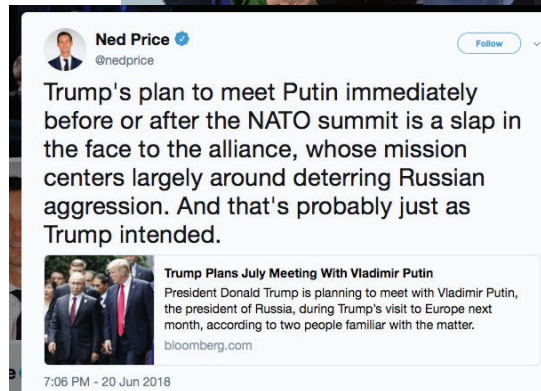 Ned Price
@nedprice
Follow
Trump's plan to meet Putin immediately
before or after the NATO summit is a slap in
the face to the alliance, whose mission
centers largely around deterring Russian
aggression. And that's probably just as
Trump intended.
Trump Plans July Meeting With Vladimir Putin
President Donald Trump is planning to meet with Vladimir Putin,
the president of Russia, during Trump's visit to Europe next
month, according to two people familiar with the matter.
bloomberg.com
7:06 PM - 20 Jun 2018